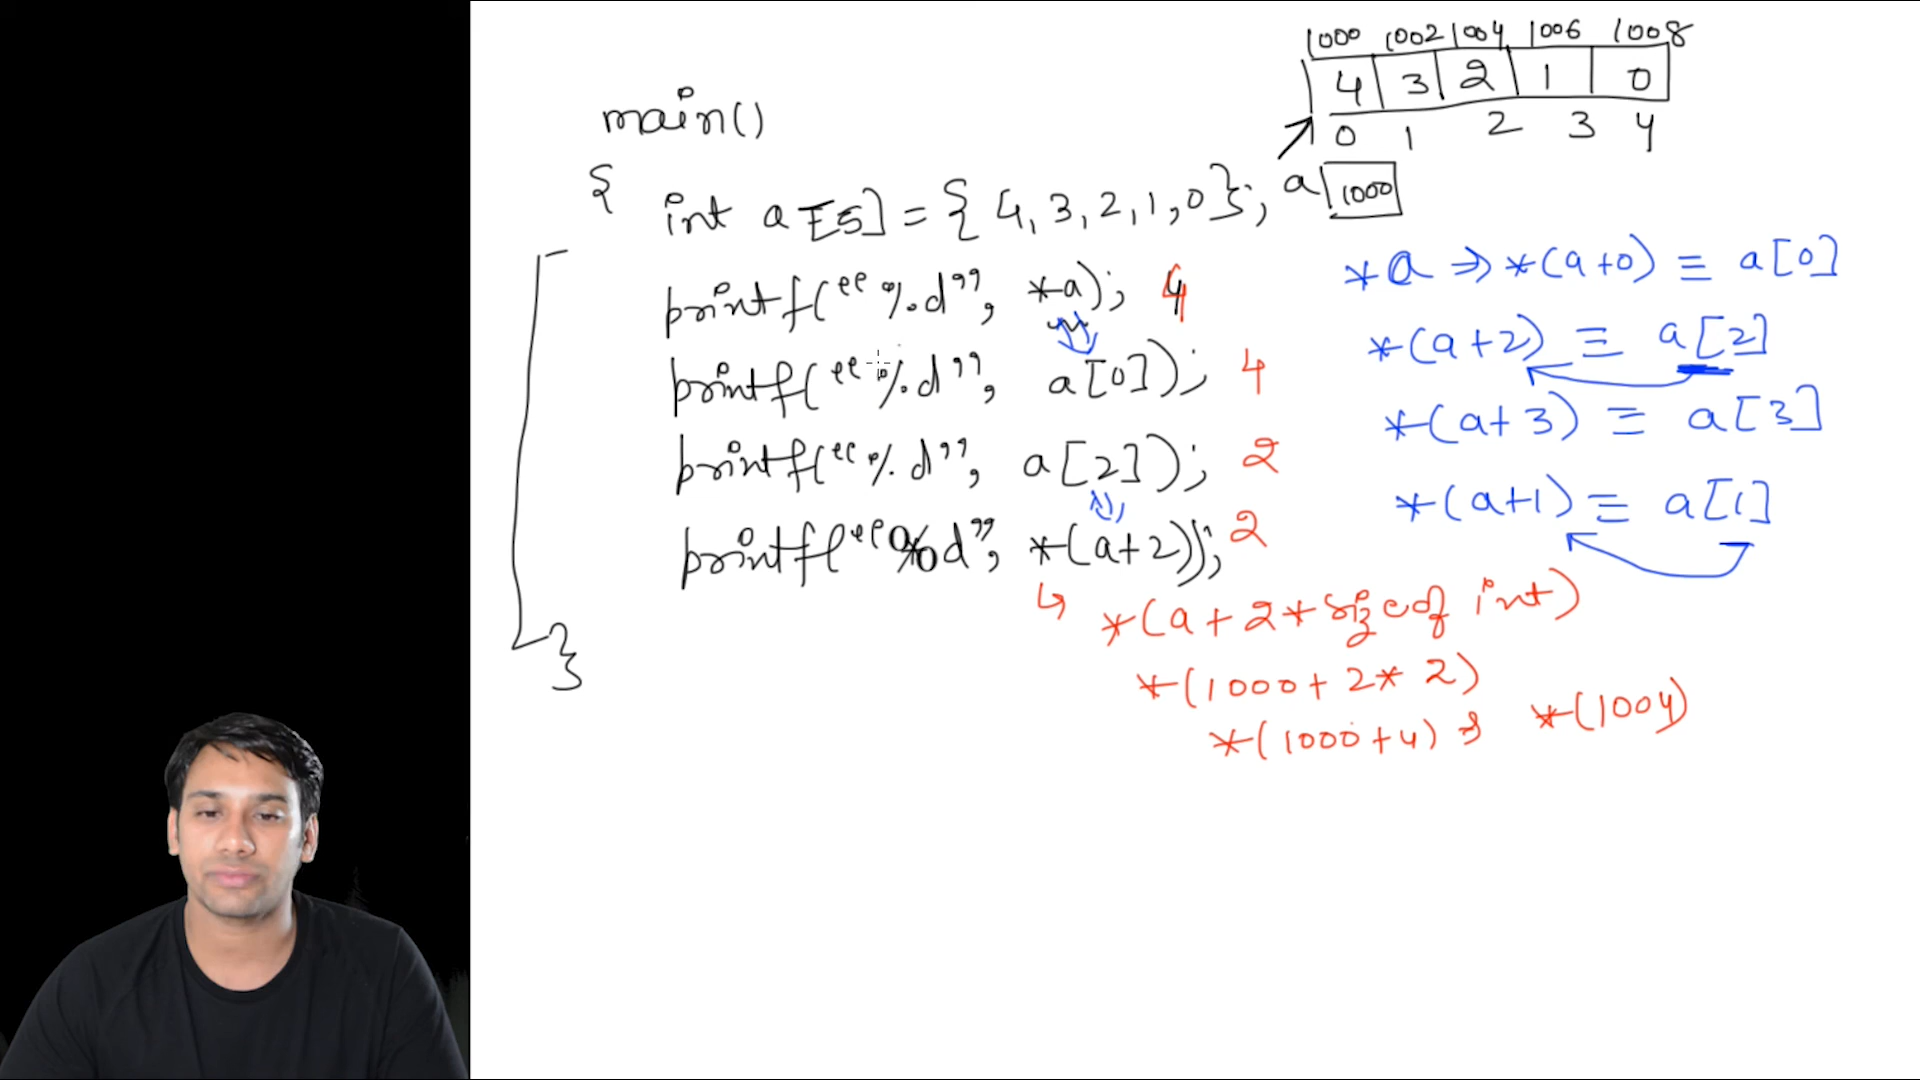 1000 1002 1004 1006 1008
4 3 2 1 0
0 1 2 3 4
main()
{
int a[5] = { 4, 3, 2, 1, 0 }; a 1000
printf("%d", *a); 4
printf("%d", a[0]); 4
printf("%d", a[2]); 2
printf("%d", *(a+2)); 2
}
*a ⇒ *(a+0) ≡ a[0]
*(a+2) ≡ a[2]
*(a+3) ≡ a[3]
*(a+1) ≡ a[1]
↳ *(a + 2 * sizeof int)
*(1000 + 2 * 2)
*(1000 + 4) ⇒ *(1004)